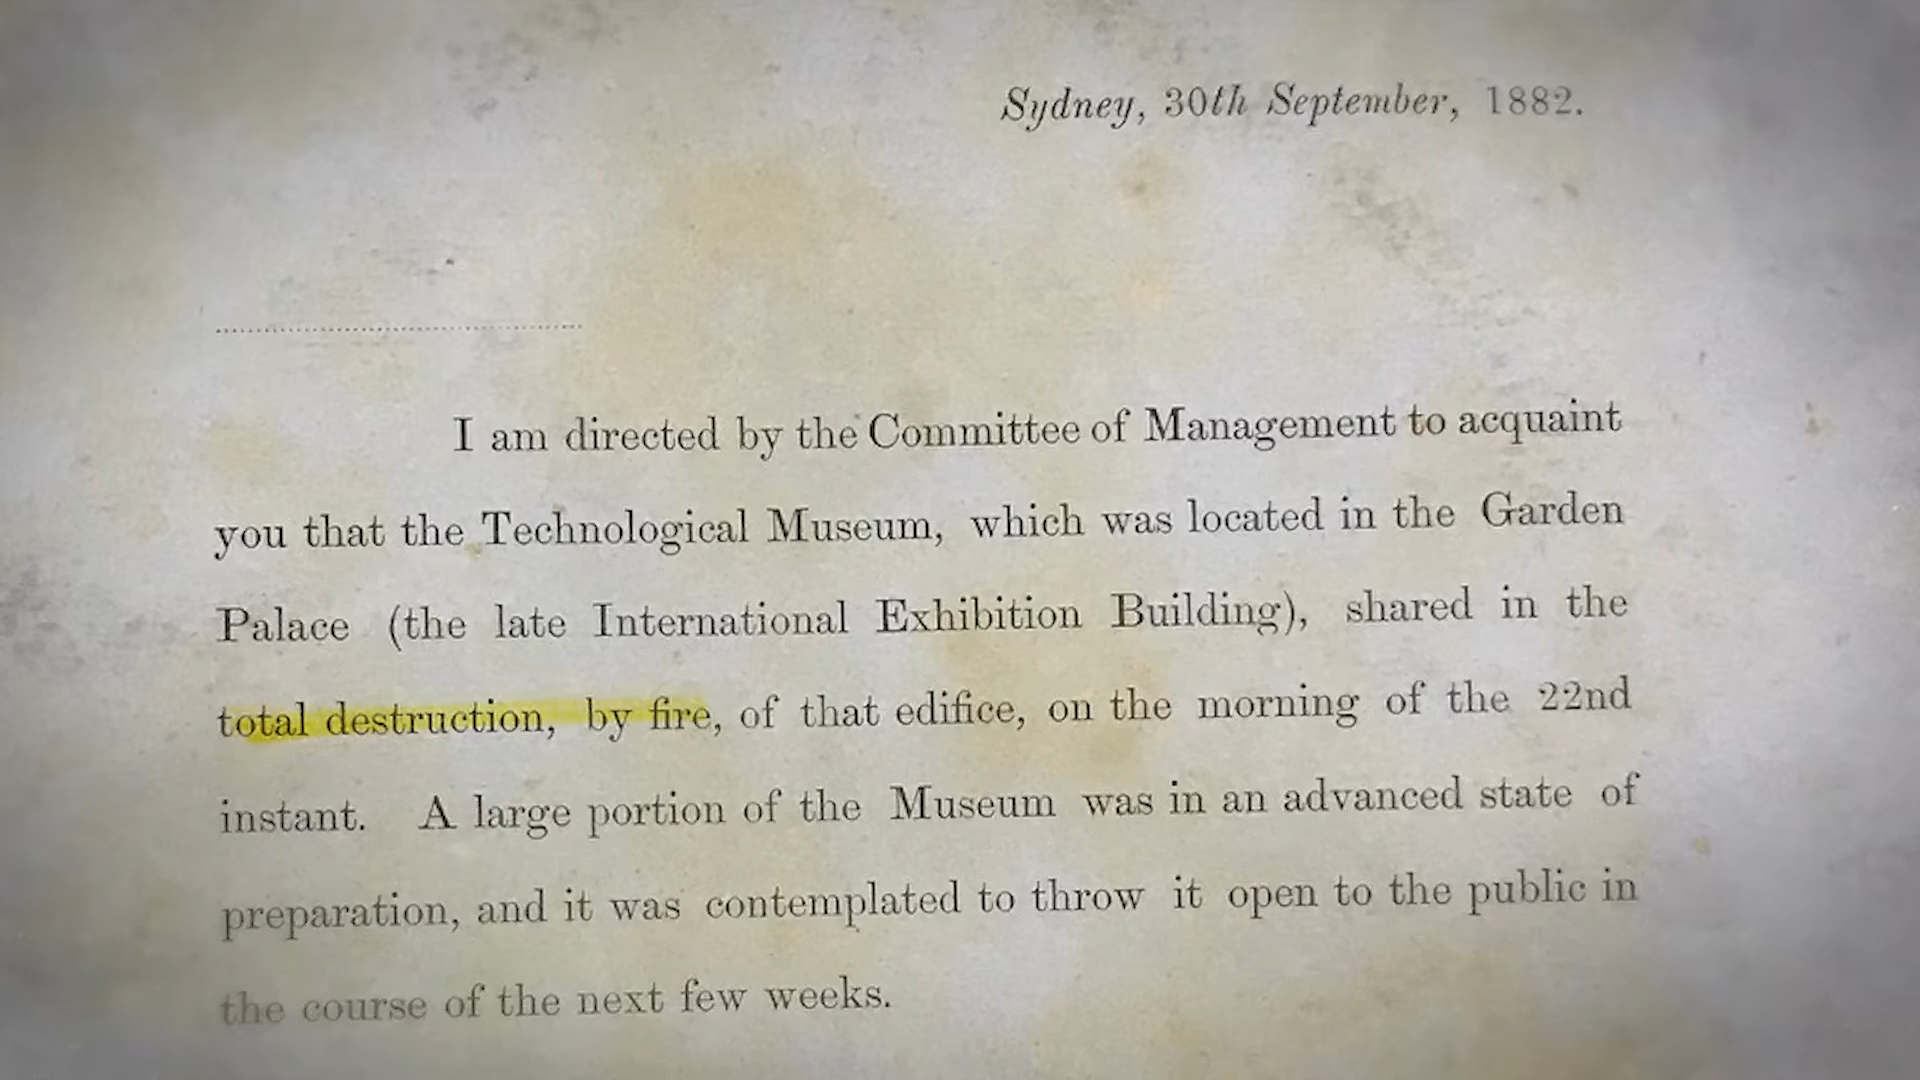 Sydney, 30th September, 1882.
I am directed by the Committee of Management to acquaint
you that the Technological Museum, which was located in the Garden
Palace (the late International Exhibition Building), shared in the
total destruction, by fire, of that edifice, on the morning of the 22nd
instant. A large portion of the Museum was in an advanced state of
preparation, and it was contemplated to throw it open to the public in
the course of the next few weeks.